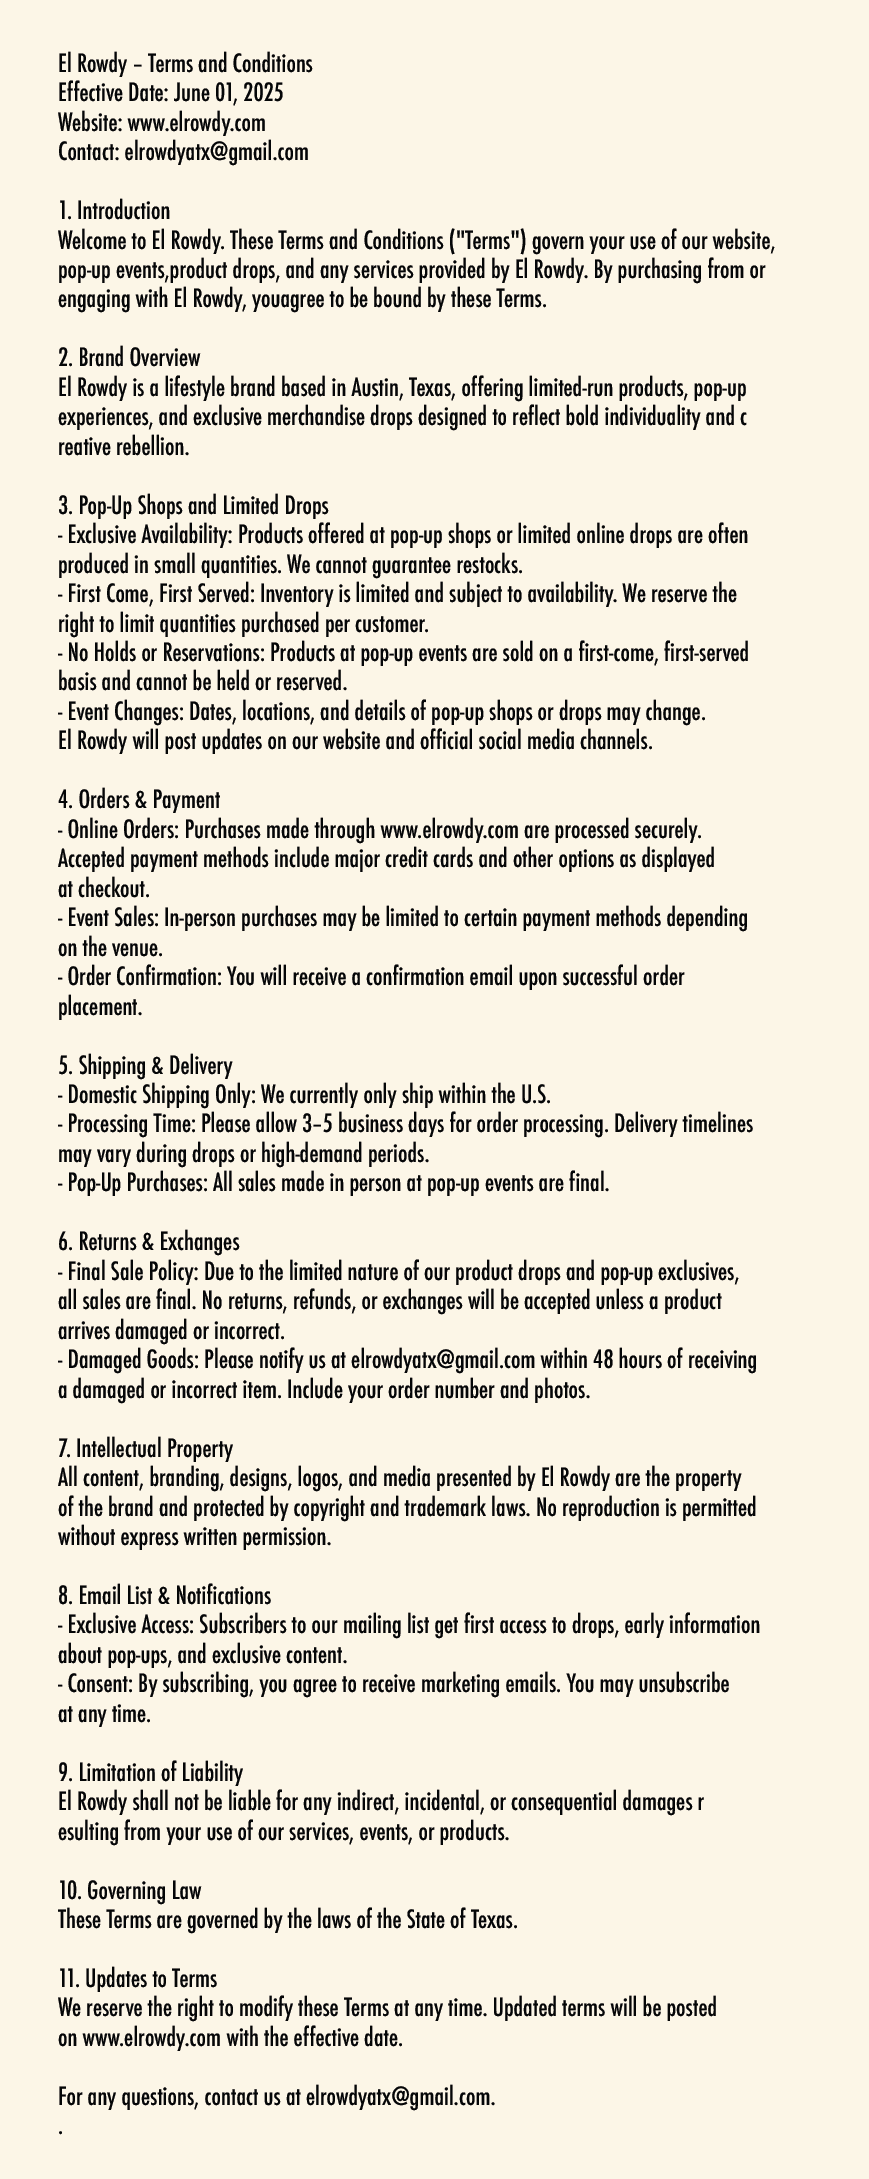 El Rowdy – Terms and Conditions
Effective Date: June 01, 2025
Website: www.elrowdy.com
Contact: elrowdyatx@gmail.com

1. Introduction
Welcome to El Rowdy. These Terms and Conditions ("Terms") govern your use of our website,
pop-up events,product drops, and any services provided by El Rowdy. By purchasing from or
engaging with El Rowdy, youagree to be bound by these Terms.

2. Brand Overview
El Rowdy is a lifestyle brand based in Austin, Texas, offering limited-run products, pop-up
experiences, and exclusive merchandise drops designed to reflect bold individuality and c
reative rebellion.

3. Pop-Up Shops and Limited Drops
- Exclusive Availability: Products offered at pop-up shops or limited online drops are often
produced in small quantities. We cannot guarantee restocks.
- First Come, First Served: Inventory is limited and subject to availability. We reserve the
right to limit quantities purchased per customer.
- No Holds or Reservations: Products at pop-up events are sold on a first-come, first-served
basis and cannot be held or reserved.
- Event Changes: Dates, locations, and details of pop-up shops or drops may change.
El Rowdy will post updates on our website and official social media channels.

4. Orders & Payment
- Online Orders: Purchases made through www.elrowdy.com are processed securely.
Accepted payment methods include major credit cards and other options as displayed
at checkout.
- Event Sales: In-person purchases may be limited to certain payment methods depending
on the venue.
- Order Confirmation: You will receive a confirmation email upon successful order
placement.

5. Shipping & Delivery
- Domestic Shipping Only: We currently only ship within the U.S.
- Processing Time: Please allow 3–5 business days for order processing. Delivery timelines
may vary during drops or high-demand periods.
- Pop-Up Purchases: All sales made in person at pop-up events are final.

6. Returns & Exchanges
- Final Sale Policy: Due to the limited nature of our product drops and pop-up exclusives,
all sales are final. No returns, refunds, or exchanges will be accepted unless a product
arrives damaged or incorrect.
- Damaged Goods: Please notify us at elrowdyatx@gmail.com within 48 hours of receiving
a damaged or incorrect item. Include your order number and photos.

7. Intellectual Property
All content, branding, designs, logos, and media presented by El Rowdy are the property
of the brand and protected by copyright and trademark laws. No reproduction is permitted
without express written permission.

8. Email List & Notifications
- Exclusive Access: Subscribers to our mailing list get first access to drops, early information
about pop-ups, and exclusive content.
- Consent: By subscribing, you agree to receive marketing emails. You may unsubscribe
at any time.

9. Limitation of Liability
El Rowdy shall not be liable for any indirect, incidental, or consequential damages r
esulting from your use of our services, events, or products.

10. Governing Law
These Terms are governed by the laws of the State of Texas.

11. Updates to Terms
We reserve the right to modify these Terms at any time. Updated terms will be posted
on www.elrowdy.com with the effective date.

For any questions, contact us at elrowdyatx@gmail.com.
.